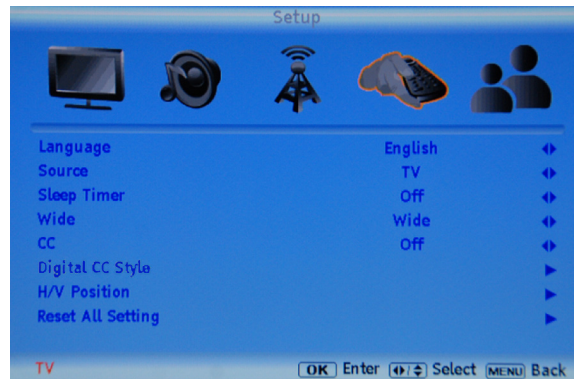 Setup
Language English
Source TV
Sleep Timer Off
Wide Wide
CC Off
Digital CC Style
H/V Position
Reset All Setting
TV OK Enter Select MENU Back